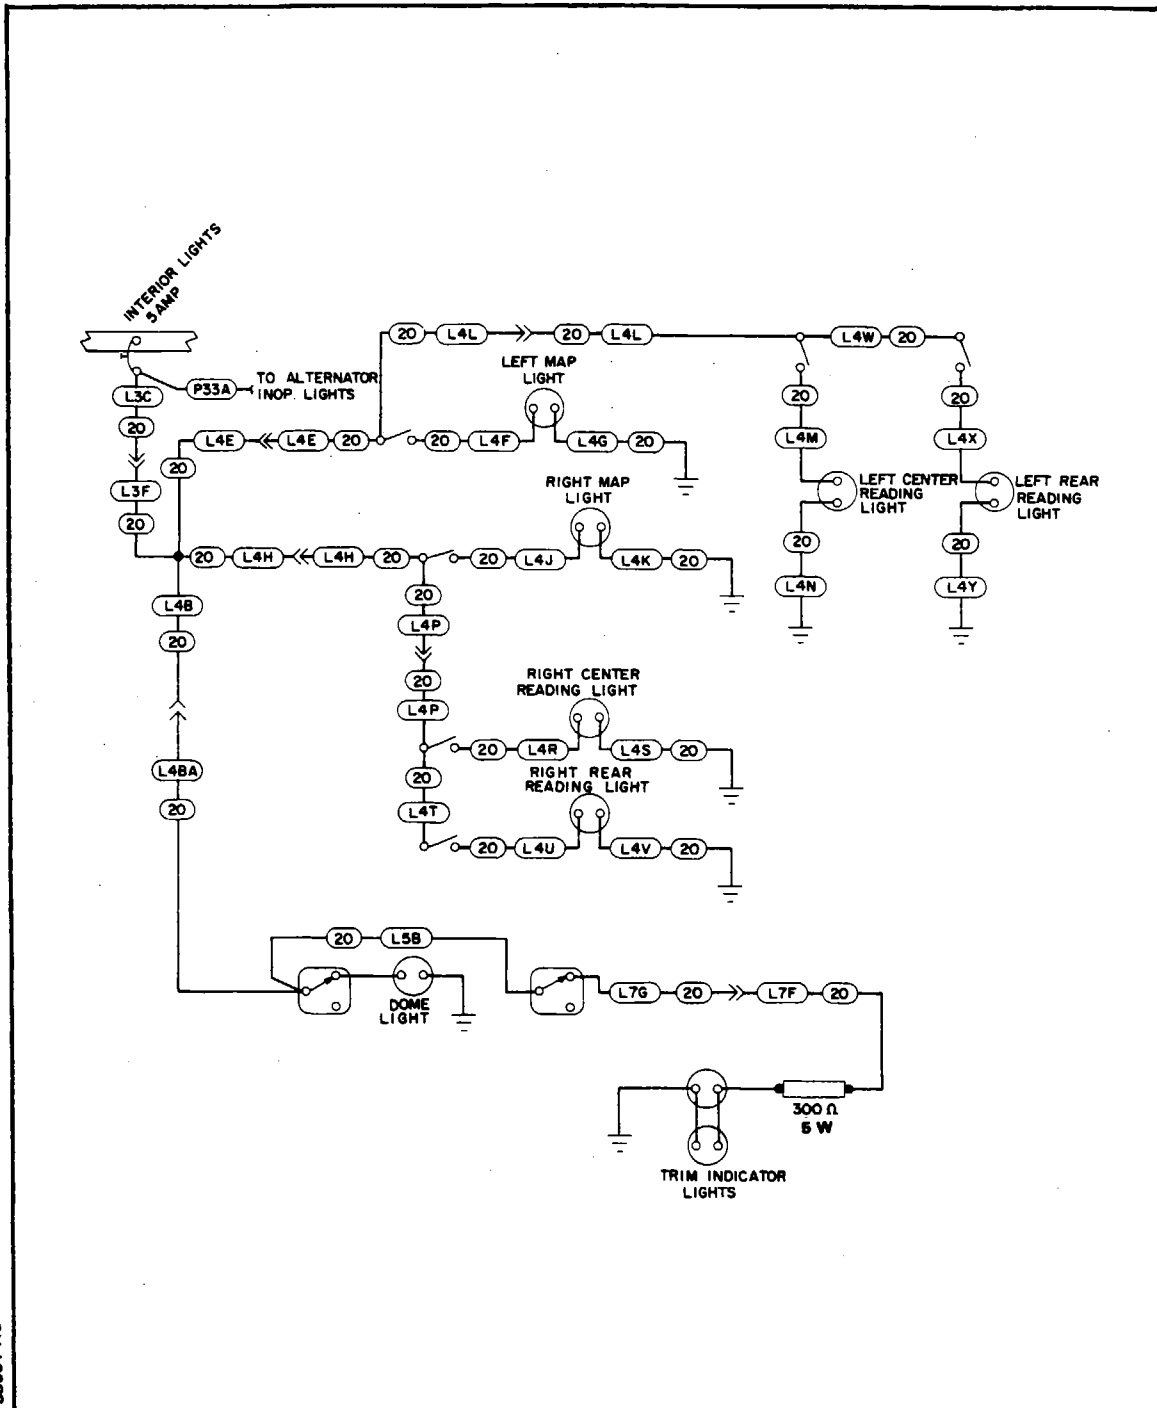 INTERIOR LIGHTS
5 AMP
20 L4L 20 L4L
L4W 20
LEFT MAP
LIGHT
TO ALTERNATOR
INOP. LIGHTS
P33A
L3C
20
L3F
20
20
L4E L4E 20
20 L4F
L4G 20
20
L4M
20
L4X
LEFT CENTER
READING
LIGHT
LEFT REAR
READING
LIGHT
20
L4N
20
L4Y
RIGHT MAP
LIGHT
20 L4H L4H 20
20 L4J
L4K 20
L4B
20
20
L4P
20
L4P
RIGHT CENTER
READING LIGHT
20 L4R
L4S 20
L4BA
20
20
L4T
RIGHT REAR
READING LIGHT
20 L4U
L4V 20
20 L5B
DOME
LIGHT
L7G 20 L7F 20
300 Ω
5 W
TRIM INDICATOR
LIGHTS